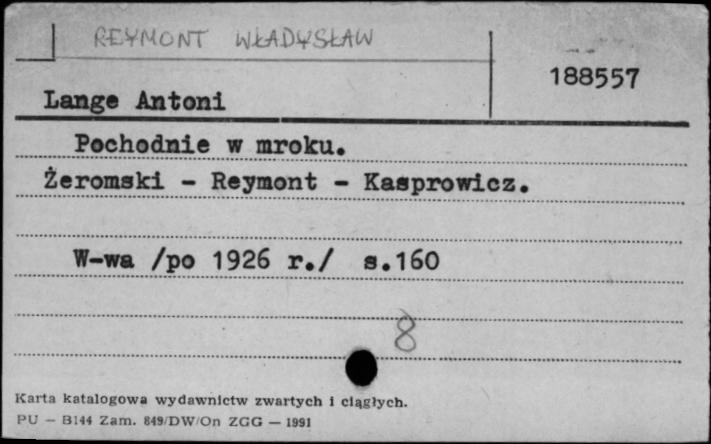 REYMONT WŁADYSŁAW
188557
Lange Antoni
Pochodnie w mroku.
Żeromski - Reymont - Kasprowicz.
W-wa /po 1926 r./ s.160
8
Karta katalogowa wydawnictw zwartych i ciągłych.
PU — B144 Zam. 849/DW/On ZGG — 1991